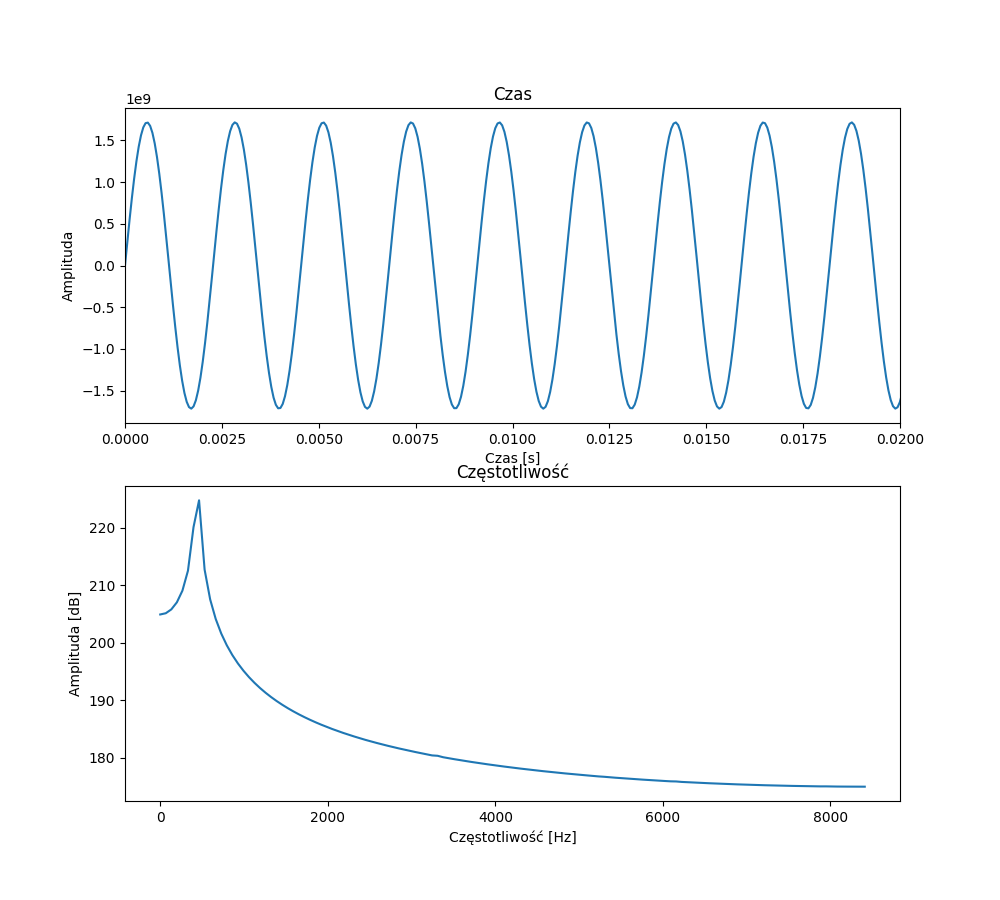 Czas
1e9
Amplituda
1.5
1.0
0.5
0.0
−0.5
−1.0
−1.5
0.0000 0.0025 0.0050 0.0075 0.0100 0.0125 0.0150 0.0175 0.0200
Czas [s]
Częstotliwość
Amplituda [dB]
220
210
200
190
180
0 2000 4000 6000 8000
Częstotliwość [Hz]